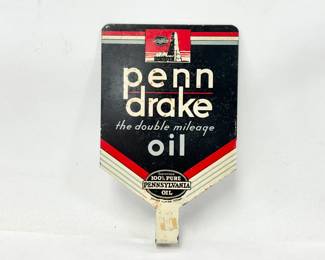 penn
drake
the double mileage
oil
100% PURE
PENNSYLVANIA
OIL